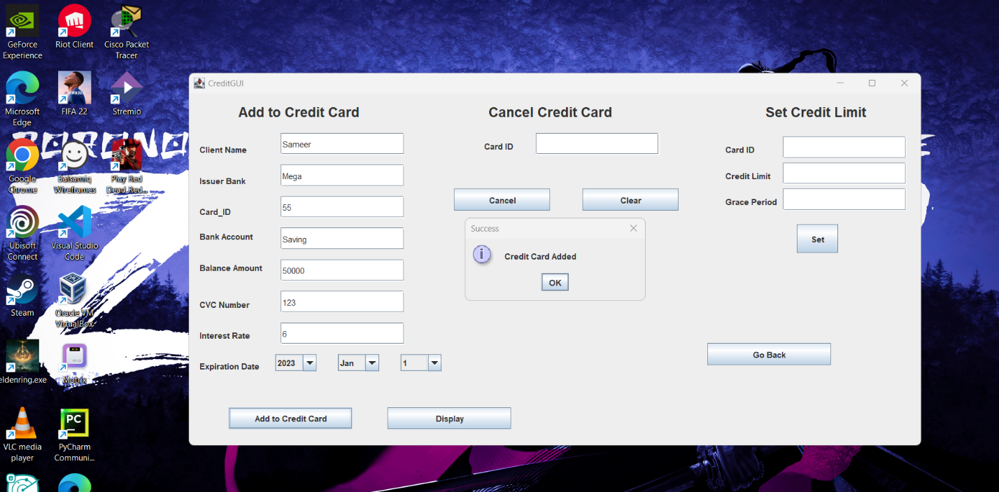 GeForce
Experience
Riot Client
Cisco Packet
Tracer
Microsoft
Edge
FIFA 22
Stremio
Google
Chrome
Balsamiq
Wireframes
Play Red
Dead Red...
Ubisoft
Connect
Visual Studio
Code
Steam
Oracle VM
VirtualBox
eldenring.exe
Motrix
VLC media
player
PC
PyCharm
Communi...
CreditGUI
Add to Credit Card
Client Name
Sameer
Issuer Bank
Mega
Card_ID
55
Bank Account
Saving
Balance Amount
50000
CVC Number
123
Interest Rate
6
Expiration Date
2023 Jan 1
Add to Credit Card
Display
Cancel Credit Card
Card ID
Cancel
Clear
Success
Credit Card Added
OK
Set Credit Limit
Card ID
Credit Limit
Grace Period
Set
Go Back